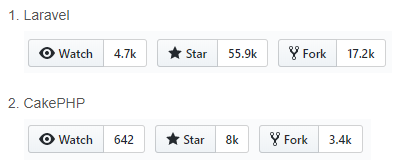 1. Laravel
Watch 4.7k Star 55.9k Fork 17.2k
2. CakePHP
Watch 642 Star 8k Fork 3.4k